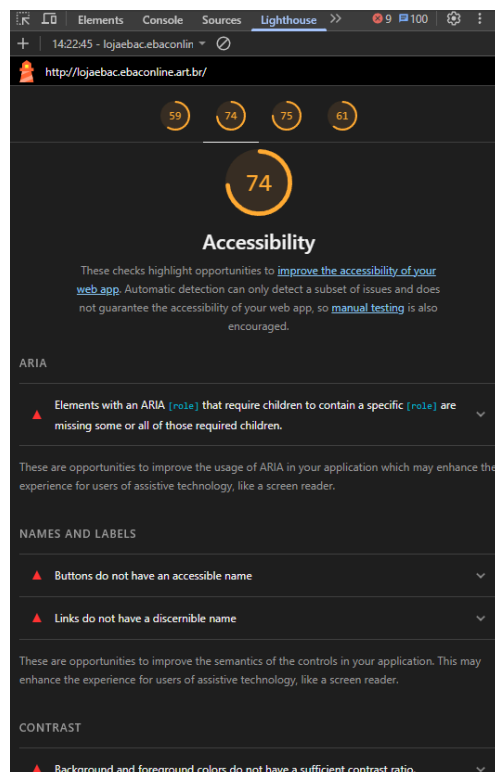 Elements Console Sources Lighthouse 9 100
14:22:45 - lojaebac.ebaconlin
http://lojaebac.ebaconline.art.br/
59 74 75 61
74
Accessibility
These checks highlight opportunities to improve the accessibility of your
web app. Automatic detection can only detect a subset of issues and does
not guarantee the accessibility of your web app, so manual testing is also
encouraged.
ARIA
Elements with an ARIA [role] that require children to contain a specific [role] are
missing some or all of those required children.
These are opportunities to improve the usage of ARIA in your application which may enhance the
experience for users of assistive technology, like a screen reader.
NAMES AND LABELS
Buttons do not have an accessible name
Links do not have a discernible name
These are opportunities to improve the semantics of the controls in your application. This may
enhance the experience for users of assistive technology, like a screen reader.
CONTRAST
Background and foreground colors do not have a sufficient contrast ratio.